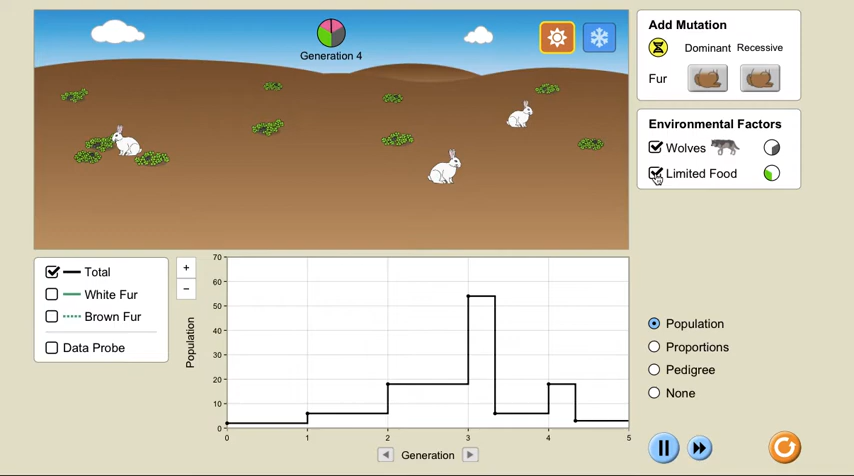 Generation 4
Add Mutation
Dominant Recessive
Fur
Environmental Factors
Wolves
Limited Food
Total
White Fur
Brown Fur
Data Probe
+
−
Population
70
60
50
40
30
20
10
0
0 1 2 3 4 5
Generation
Population
Proportions
Pedigree
None